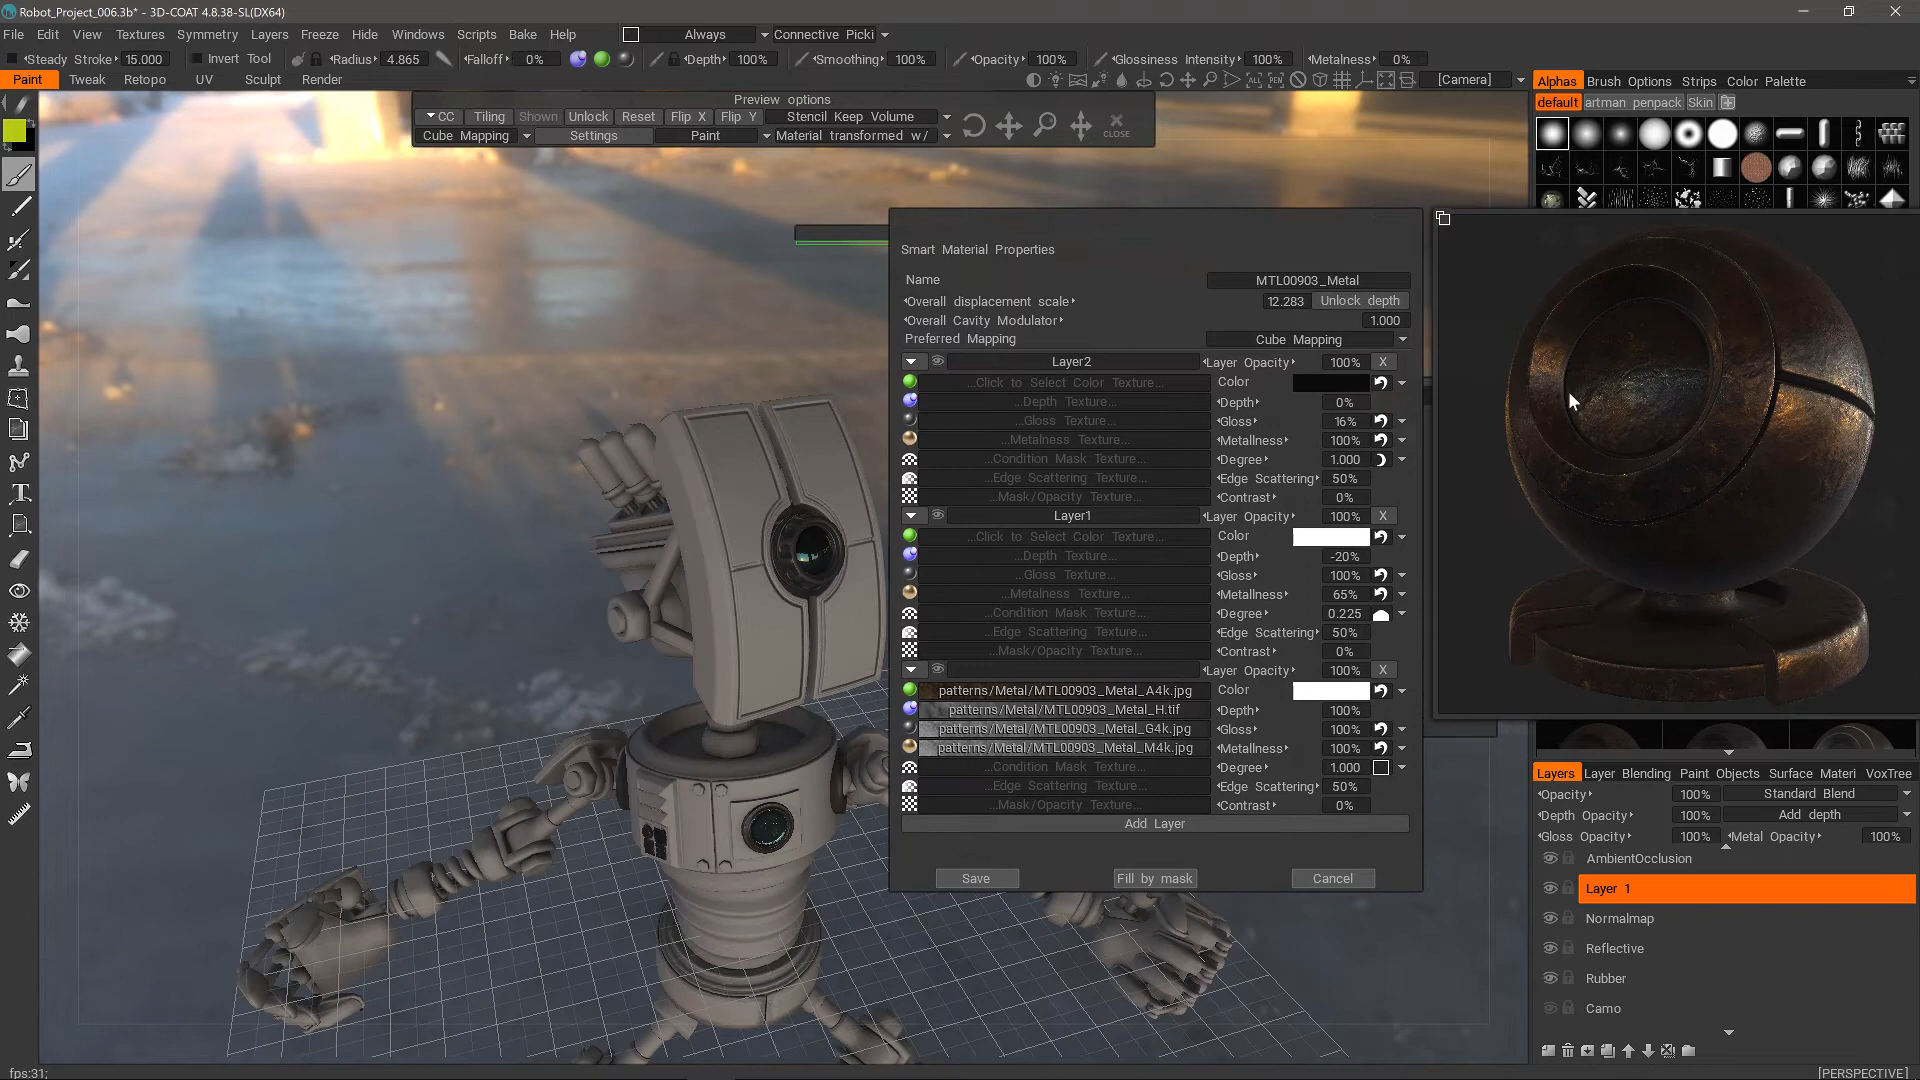 Robot_Project_006.3b* - 3D-COAT 4.8.38-SL(DX64)
File Edit View Textures Symmetry Layers Freeze Hide Windows Scripts Bake Help Always Connective Picki
Steady Stroke 15.000 Invert Tool Radius 4.865 Falloff 0% Depth 100% Smoothing 100% Opacity 100% Glossiness Intensity 100% Metalness 0%
Paint Tweak Retopo UV Sculpt Render [Camera]
Alphas Brush Options Strips Color Palette
default artman penpack Skin
Preview options
CC Tiling Shown Unlock Reset Flip X Flip Y Stencil Keep Volume
Cube Mapping Settings Paint Material transformed w/
CLOSE
Smart Material Properties
Name MTL00903_Metal
Overall displacement scale 12.283 Unlock depth
Overall Cavity Modulator 1.000
Preferred Mapping Cube Mapping
Layer2 Layer Opacity 100% X
...Click to Select Color Texture... Color
...Depth Texture... Depth 0%
...Gloss Texture... Gloss 16%
...Metalness Texture... Metallness 100%
...Condition Mask Texture... Degree 1.000
...Edge Scattering Texture... Edge Scattering 50%
...Mask/Opacity Texture... Contrast 0%
Layer1 Layer Opacity 100% X
...Click to Select Color Texture... Color
...Depth Texture... Depth -20%
...Gloss Texture... Gloss 100%
...Metalness Texture... Metallness 65%
...Condition Mask Texture... Degree 0.225
...Edge Scattering Texture... Edge Scattering 50%
...Mask/Opacity Texture... Contrast 0%
Layer Opacity 100% X
patterns/Metal/MTL00903_Metal_A4k.jpg Color
patterns/Metal/MTL00903_Metal_H.tif Depth 100%
patterns/Metal/MTL00903_Metal_G4k.jpg Gloss 100%
patterns/Metal/MTL00903_Metal_M4k.jpg Metallness 100%
...Condition Mask Texture... Degree 1.000
...Edge Scattering Texture... Edge Scattering 50%
...Mask/Opacity Texture... Contrast 0%
Add Layer
Save Fill by mask Cancel
Layers Layer Blending Paint Objects Surface Materi VoxTree
Opacity 100% Standard Blend
Depth Opacity 100% Add depth
Gloss Opacity 100% Metal Opacity 100%
AmbientOcclusion
Layer 1
Normalmap
Reflective
Rubber
Camo
fps:31; [PERSPECTIVE]